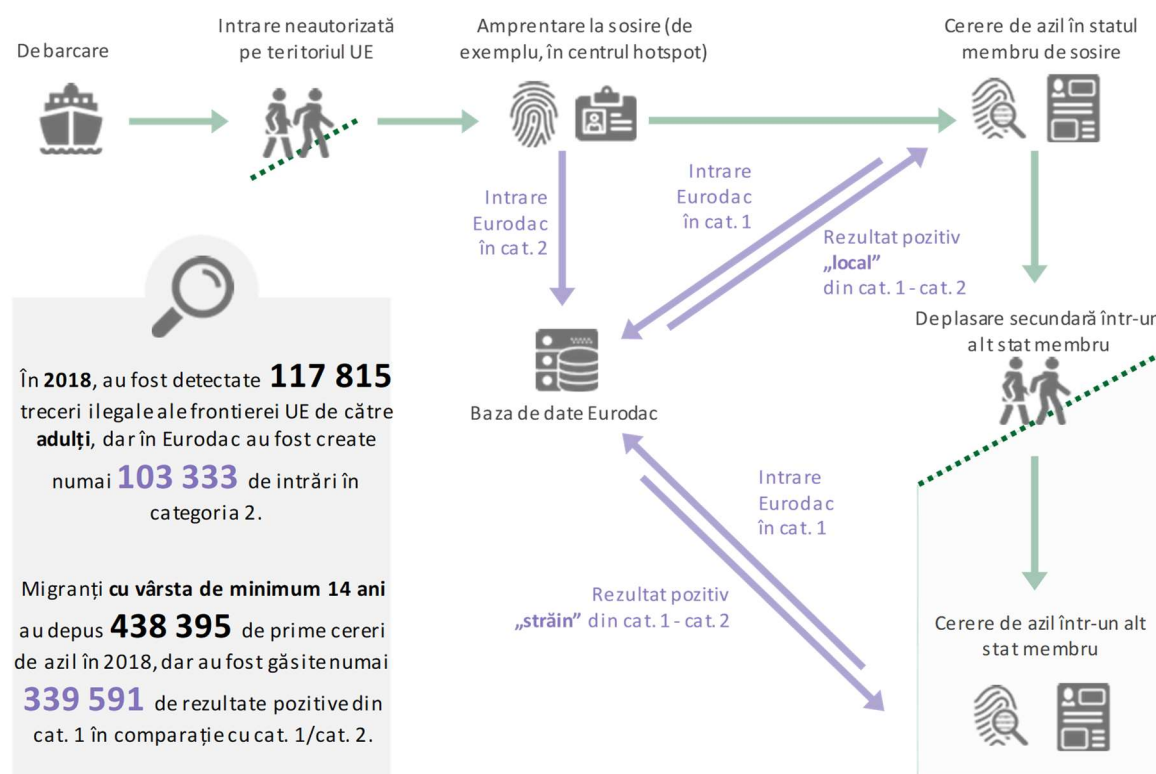 Debarcare
Intrare neautorizată
pe teritoriul UE
Amprentare la sosire (de
exemplu, în centrul hotspot)
Cerere de azil în statul
membru de sosire
Intrare
Eurodac
în cat. 2
Intrare
Eurodac
în cat. 1
Rezultat pozitiv
„local”
din cat. 1 - cat. 2
Baza de date Eurodac
Deplasare secundară într-un
alt stat membru
Intrare
Eurodac
în cat. 1
Rezultat pozitiv
„străin” din cat. 1 - cat. 2
Cerere de azil într-un alt
stat membru
În 2018, au fost detectate 117 815
treceri ilegale ale frontierei UE de către
adulți, dar în Eurodac au fost create
numai 103 333 de intrări în
categoria 2.
Migranți cu vârsta de minimum 14 ani
au depus 438 395 de prime cereri
de azil în 2018, dar au fost găsite numai
339 591 de rezultate pozitive din
cat. 1 în comparație cu cat. 1/cat. 2.